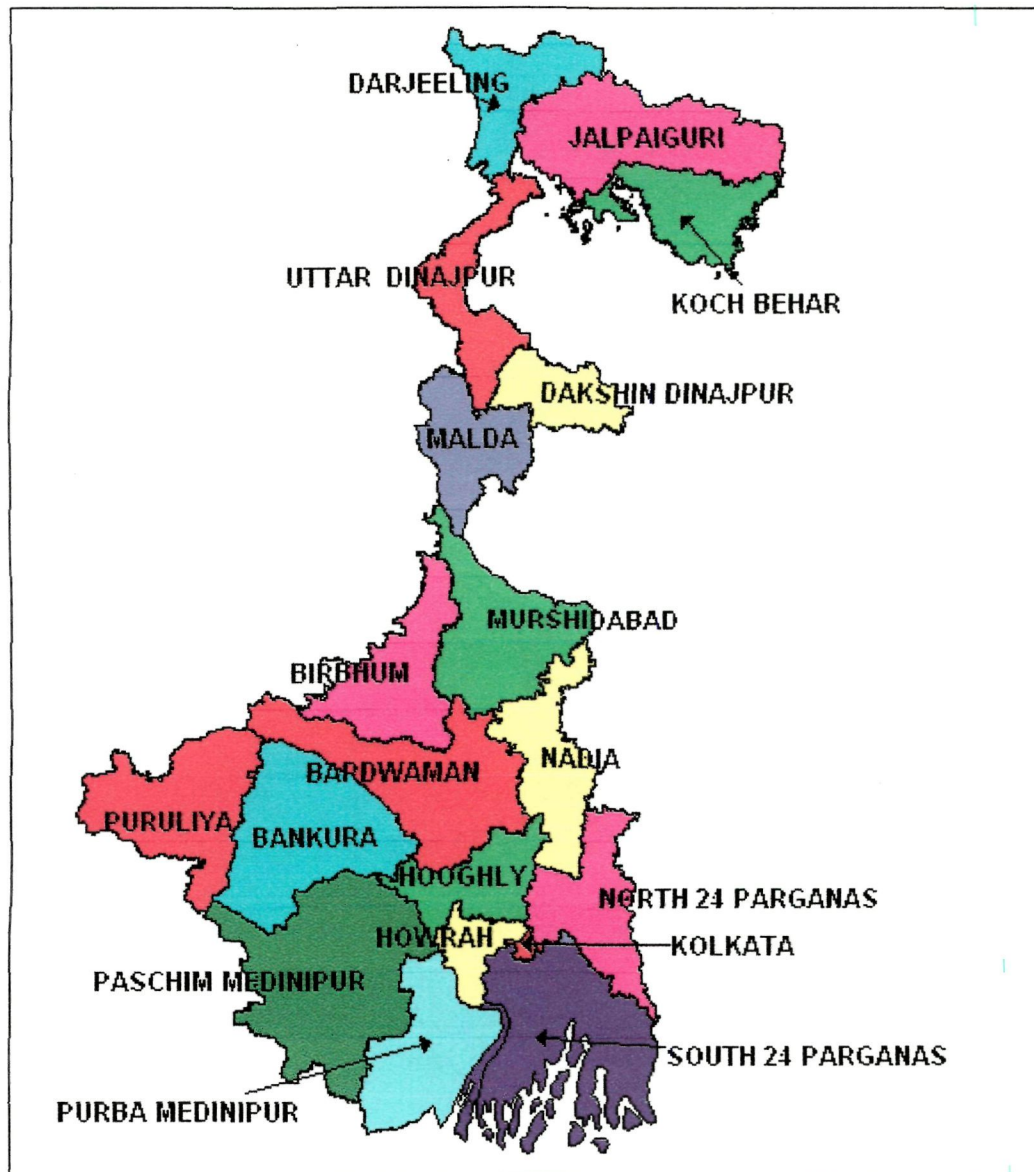 DARJEELING
JALPAIGURI
UTTAR DINAJPUR
KOCH BEHAR
DAKSHIN DINAJPUR
MALDA
MURSHIDABAD
BIRBHUM
NADIA
BARDWAMAN
PURULIYA
BANKURA
HOOGHLY
NORTH 24 PARGANAS
HOWRAH
KOLKATA
PASCHIM MEDINIPUR
SOUTH 24 PARGANAS
PURBA MEDINIPUR